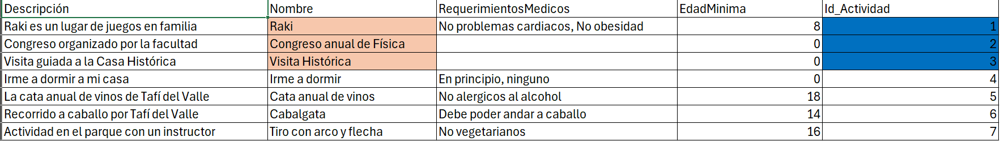 Descripción Nombre RequerimientosMedicos EdadMinima Id_Actividad
Raki es un lugar de juegos en familia Raki No problemas cardiacos, No obesidad 8 1
Congreso organizado por la facultad Congreso anual de Física 0 2
Visita guiada a la Casa Histórica Visita Histórica 0 3
Irme a dormir a mi casa Irme a dormir En principio, ninguno 0 4
La cata anual de vinos de Tafí del Valle Cata anual de vinos No alergicos al alcohol 18 5
Recorrido a caballo por Tafí del Valle Cabalgata Debe poder andar a caballo 14 6
Actividad en el parque con un instructor Tiro con arco y flecha No vegetarianos 16 7